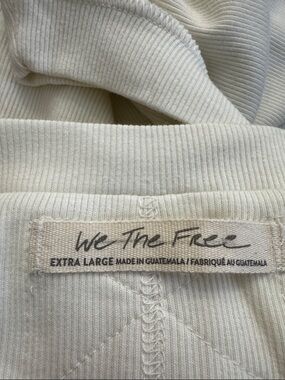 We The Free
EXTRA LARGE MADE IN GUATEMALA / FABRIQUÉ AU GUATEMALA